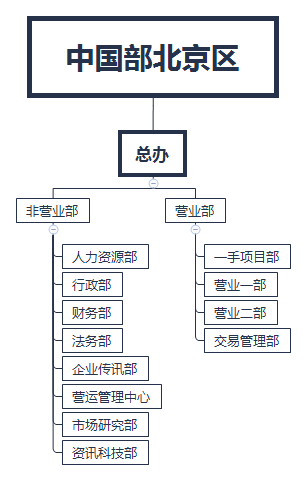 中国部北京区
总办
非营业部
营业部
人力资源部
行政部
财务部
法务部
企业传讯部
营运管理中心
市场研究部
资讯科技部
一手项目部
营业一部
营业二部
交易管理部